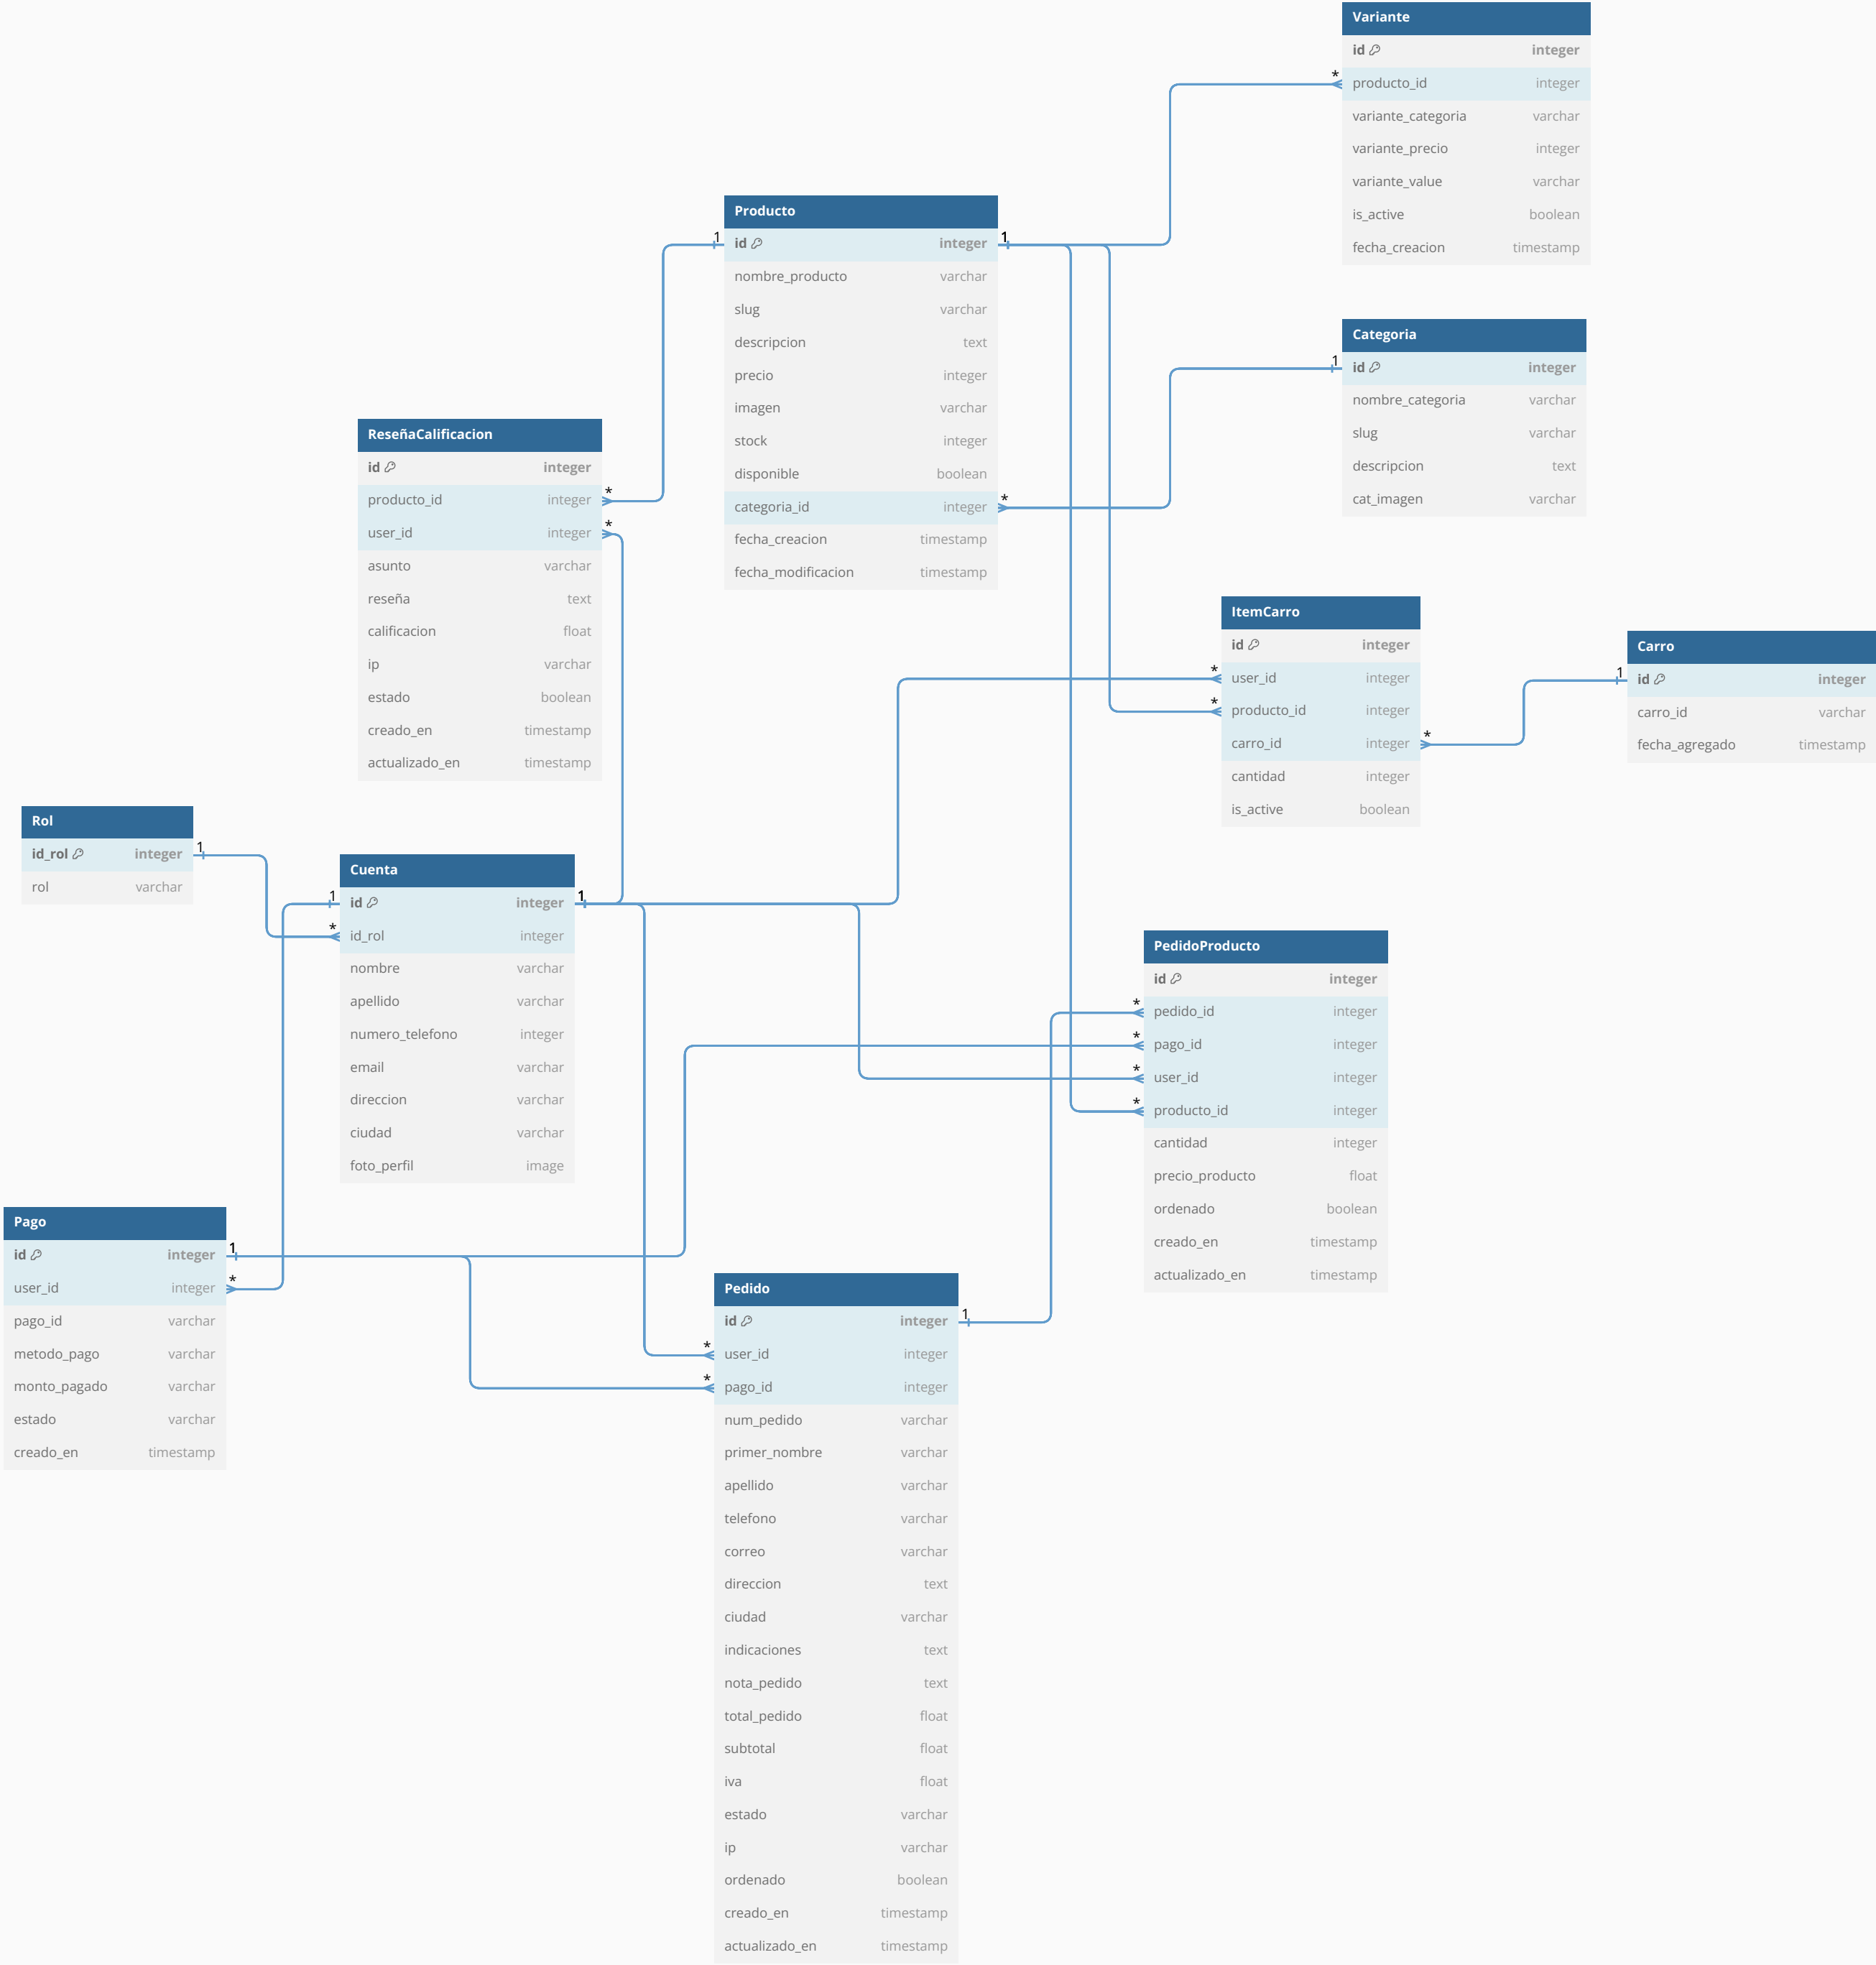 Variante
id integer
producto_id integer
variante_categoria varchar
variante_precio integer
variante_value varchar
is_active boolean
fecha_creacion timestamp
Producto
id integer
nombre_producto varchar
slug varchar
descripcion text
precio integer
imagen varchar
stock integer
disponible boolean
categoria_id integer
fecha_creacion timestamp
fecha_modificacion timestamp
Categoria
id integer
nombre_categoria varchar
slug varchar
descripcion text
cat_imagen varchar
ReseñaCalificacion
id integer
producto_id integer
user_id integer
asunto varchar
reseña text
calificacion float
ip varchar
estado boolean
creado_en timestamp
actualizado_en timestamp
ItemCarro
id integer
user_id integer
producto_id integer
carro_id integer
cantidad integer
is_active boolean
Carro
id integer
carro_id varchar
fecha_agregado timestamp
Rol
id_rol integer
rol varchar
Cuenta
id integer
id_rol integer
nombre varchar
apellido varchar
numero_telefono integer
email varchar
direccion varchar
ciudad varchar
foto_perfil image
PedidoProducto
id integer
pedido_id integer
pago_id integer
user_id integer
producto_id integer
cantidad integer
precio_producto float
ordenado boolean
creado_en timestamp
actualizado_en timestamp
Pago
id integer
user_id integer
pago_id varchar
metodo_pago varchar
monto_pagado varchar
estado varchar
creado_en timestamp
Pedido
id integer
user_id integer
pago_id integer
num_pedido varchar
primer_nombre varchar
apellido varchar
telefono varchar
correo varchar
direccion text
ciudad varchar
indicaciones text
nota_pedido text
total_pedido float
subtotal float
iva float
estado varchar
ip varchar
ordenado boolean
creado_en timestamp
actualizado_en timestamp